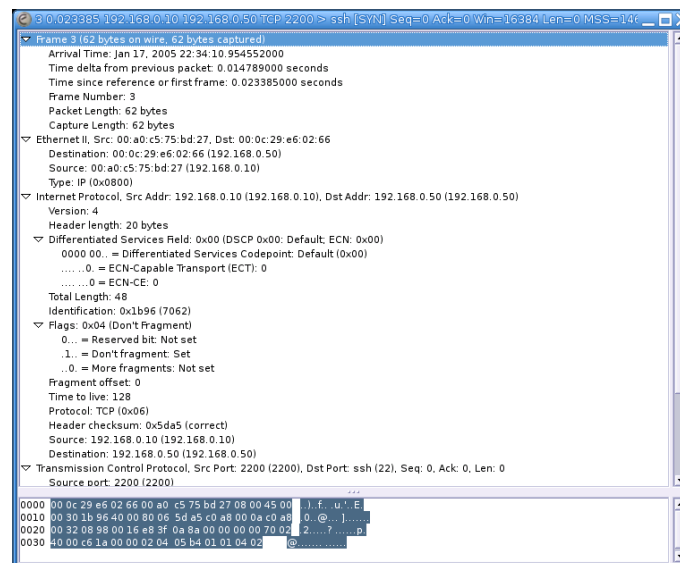 3 0.023385 192.168.0.10 192.168.0.50 TCP 2200 > ssh [SYN] Seq=0 Ack=0 Win=16384 Len=0 MSS=146
Frame 3 (62 bytes on wire, 62 bytes captured)
Arrival Time: Jan 17, 2005 22:34:10.954552000
Time delta from previous packet: 0.014789000 seconds
Time since reference or first frame: 0.023385000 seconds
Frame Number: 3
Packet Length: 62 bytes
Capture Length: 62 bytes
Ethernet II, Src: 00:a0:c5:75:bd:27, Dst: 00:0c:29:e6:02:66
Destination: 00:0c:29:e6:02:66 (192.168.0.50)
Source: 00:a0:c5:75:bd:27 (192.168.0.10)
Type: IP (0x0800)
Internet Protocol, Src Addr: 192.168.0.10 (192.168.0.10), Dst Addr: 192.168.0.50 (192.168.0.50)
Version: 4
Header length: 20 bytes
Differentiated Services Field: 0x00 (DSCP 0x00: Default; ECN: 0x00)
0000 00.. = Differentiated Services Codepoint: Default (0x00)
.... ..0. = ECN-Capable Transport (ECT): 0
.... ...0 = ECN-CE: 0
Total Length: 48
Identification: 0x1b96 (7062)
Flags: 0x04 (Don't Fragment)
0... = Reserved bit: Not set
.1.. = Don't fragment: Set
..0. = More fragments: Not set
Fragment offset: 0
Time to live: 128
Protocol: TCP (0x06)
Header checksum: 0x5da5 (correct)
Source: 192.168.0.10 (192.168.0.10)
Destination: 192.168.0.50 (192.168.0.50)
Transmission Control Protocol, Src Port: 2200 (2200), Dst Port: ssh (22), Seq: 0, Ack: 0, Len: 0
Source port: 2200 (2200)
0000 00 0c 29 e6 02 66 00 a0 c5 75 bd 27 08 00 45 00 ..)..f.. .u.'..E.
0010 00 30 1b 96 40 00 80 06 5d a5 c0 a8 00 0a c0 a8 .0..@... ].......
0020 00 32 08 98 00 16 e8 3f 0a 8a 00 00 00 00 70 02 .2.....? ......p.
0030 40 00 c6 1a 00 00 02 04 05 b4 01 01 04 02 @....... ......